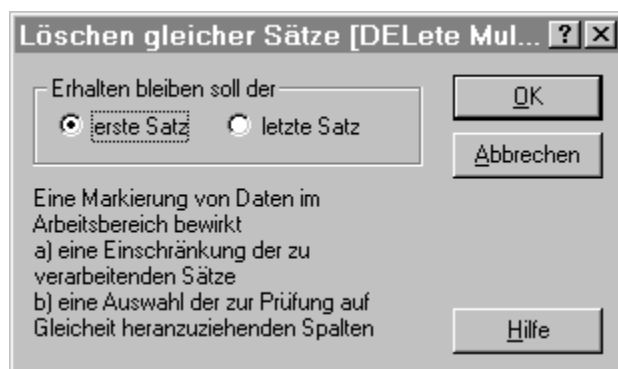 Löschen gleicher Sätze [DELete Mul...
Erhalten bleiben soll der
erste Satz letzte Satz
OK
Abbrechen
Eine Markierung von Daten im
Arbeitsbereich bewirkt
a) eine Einschränkung der zu
verarbeitenden Sätze
b) eine Auswahl der zur Prüfung auf
Gleicheit heranzuziehenden Spalten
Hilfe